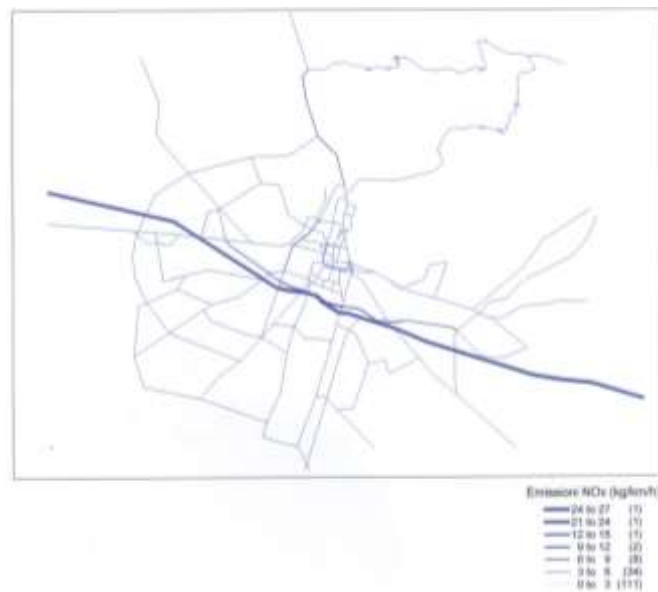 Emissioni NOx (kg/km/h)
24 to 27 (1)
21 to 24 (1)
12 to 15 (1)
9 to 12 (2)
6 to 9 (8)
3 to 6 (34)
0 to 3 (111)